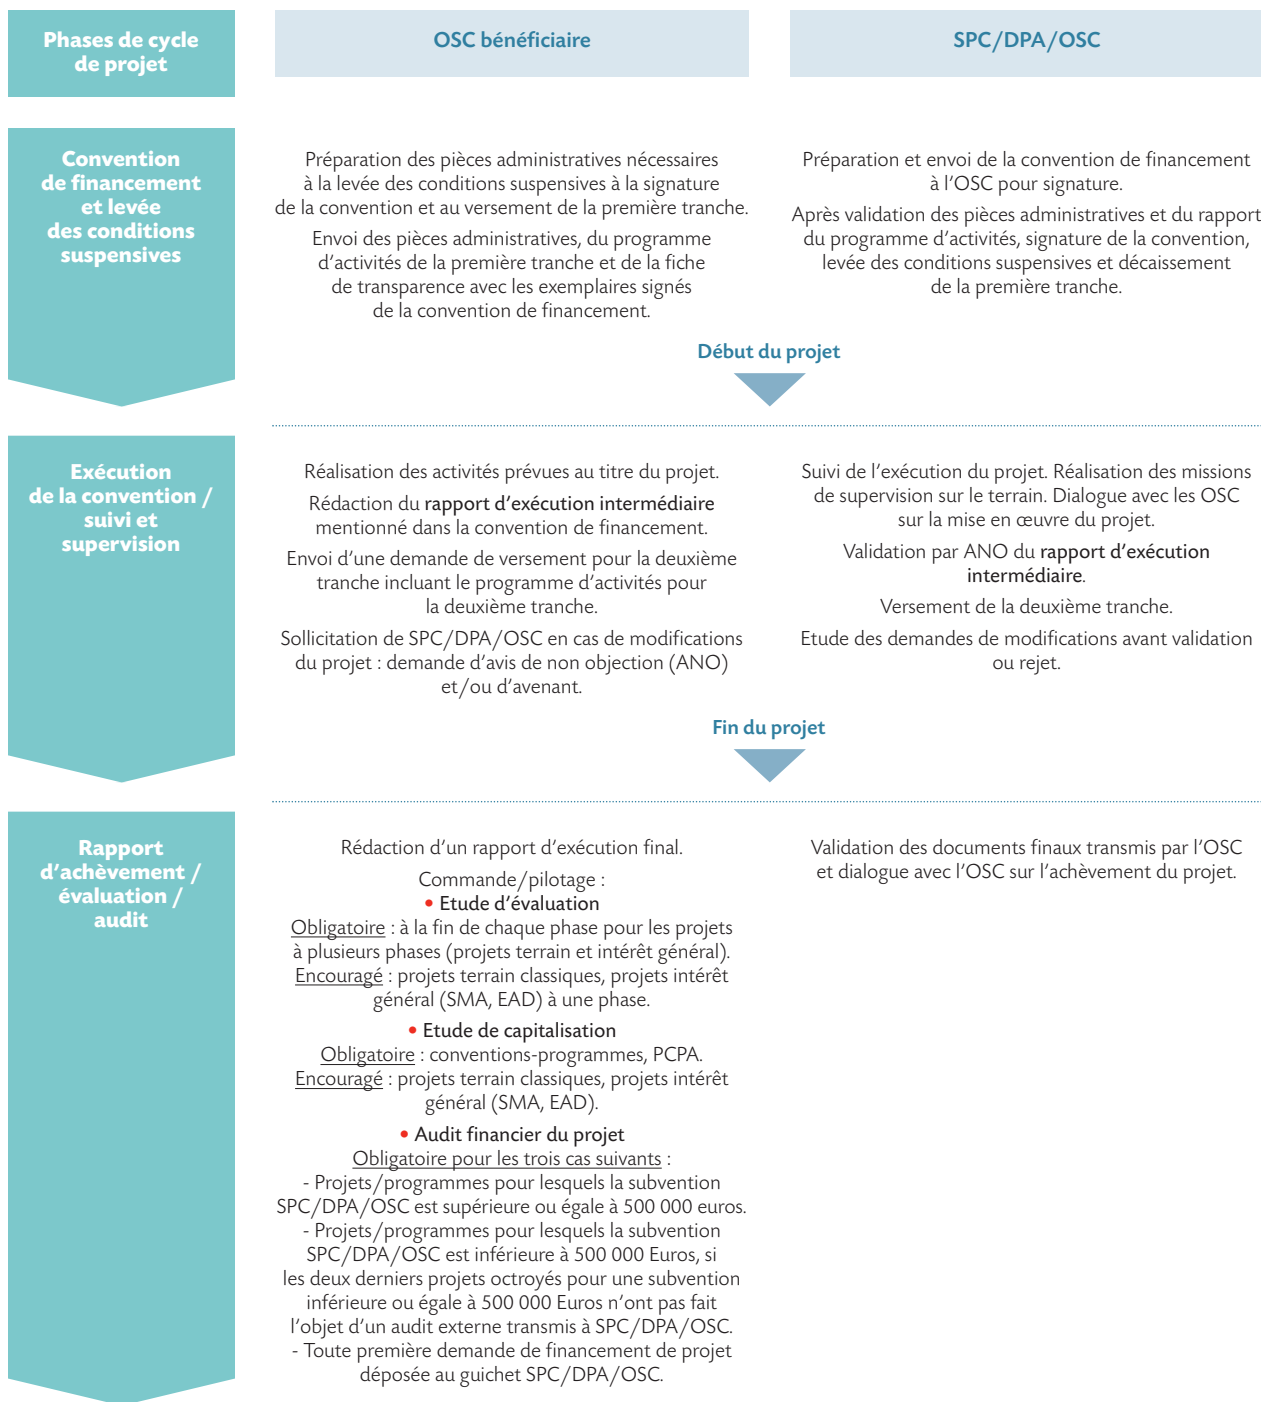 Phases de cycle
de projet
OSC bénéficiaire
SPC/DPA/OSC
Convention
de financement
et levée
des conditions
suspensives
Préparation des pièces administratives nécessaires
à la levée des conditions suspensives à la signature
de la convention et au versement de la première tranche.
Envoi des pièces administratives, du programme
d'activités de la première tranche et de la fiche
de transparence avec les exemplaires signés
de la convention de financement.
Préparation et envoi de la convention de financement
à l'OSC pour signature.
Après validation des pièces administratives et du rapport
du programme d'activités, signature de la convention,
levée des conditions suspensives et décaissement
de la première tranche.
Début du projet
Exécution
de la convention /
suivi et
supervision
Réalisation des activités prévues au titre du projet.
Rédaction du rapport d'exécution intermédiaire
mentionné dans la convention de financement.
Envoi d'une demande de versement pour la deuxième
tranche incluant le programme d'activités pour
la deuxième tranche.
Sollicitation de SPC/DPA/OSC en cas de modifications
du projet : demande d'avis de non objection (ANO)
et/ou d'avenant.
Suivi de l'exécution du projet. Réalisation des missions
de supervision sur le terrain. Dialogue avec les OSC
sur la mise en œuvre du projet.
Validation par ANO du rapport d'exécution
intermédiaire.
Versement de la deuxième tranche.
Etude des demandes de modifications avant validation
ou rejet.
Fin du projet
Rapport
d'achèvement /
évaluation /
audit
Rédaction d'un rapport d'exécution final.
Commande/pilotage :
• Etude d'évaluation
Obligatoire : à la fin de chaque phase pour les projets
à plusieurs phases (projets terrain et intérêt général).
Encouragé : projets terrain classiques, projets intérêt
général (SMA, EAD) à une phase.
• Etude de capitalisation
Obligatoire : conventions-programmes, PCPA.
Encouragé : projets terrain classiques, projets intérêt
général (SMA, EAD).
• Audit financier du projet
Obligatoire pour les trois cas suivants :
- Projets/programmes pour lesquels la subvention
SPC/DPA/OSC est supérieure ou égale à 500 000 euros.
- Projets/programmes pour lesquels la subvention
SPC/DPA/OSC est inférieure à 500 000 Euros, si
les deux derniers projets octroyés pour une subvention
inférieure ou égale à 500 000 Euros n'ont pas fait
l'objet d'un audit externe transmis à SPC/DPA/OSC.
- Toute première demande de financement de projet
déposée au guichet SPC/DPA/OSC.
Validation des documents finaux transmis par l'OSC
et dialogue avec l'OSC sur l'achèvement du projet.